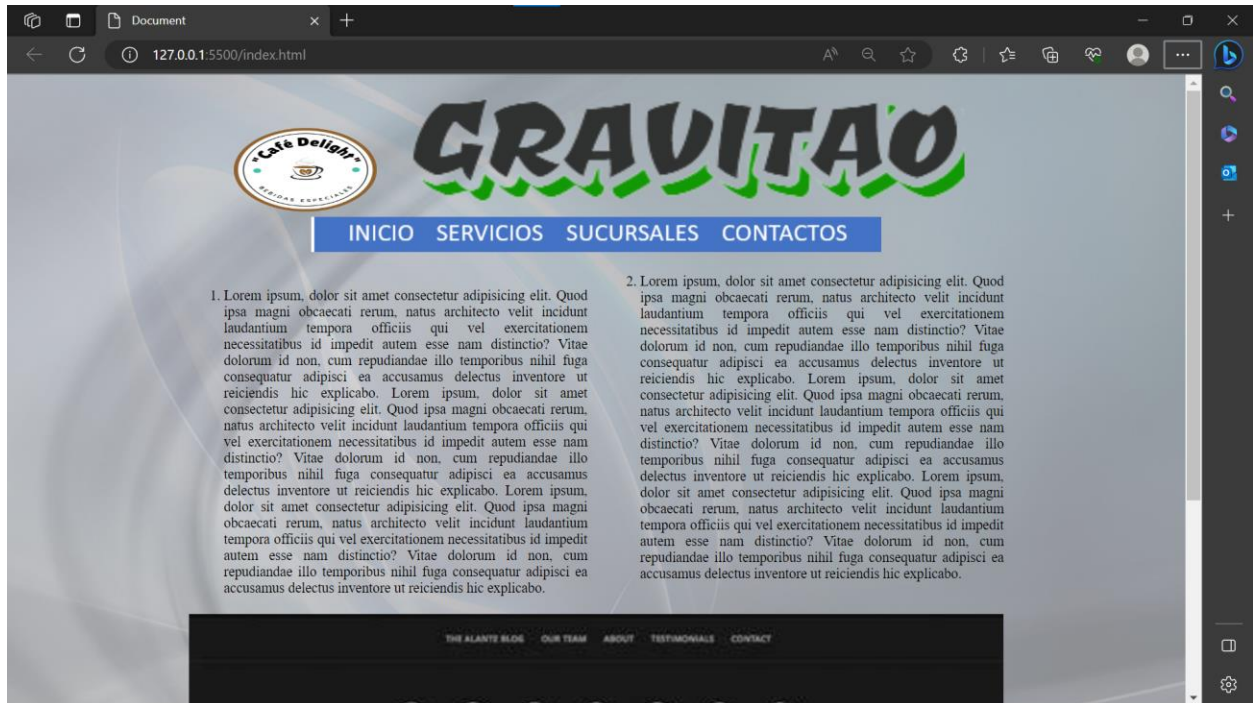 Document
127.0.0.1:5500/index.html
"Café Delight"
BEBIDAS ESPECIALES
GRAVITAO
INICIO SERVICIOS SUCURSALES CONTACTOS
1. Lorem ipsum, dolor sit amet consectetur adipisicing elit. Quod
ipsa magni obcaecati rerum, natus architecto velit incidunt
laudantium tempora officiis qui vel exercitationem
necessitatibus id impedit autem esse nam distinctio? Vitae
dolorum id non, cum repudiandae illo temporibus nihil fuga
consequatur adipisci ea accusamus delectus inventore ut
reiciendis hic explicabo. Lorem ipsum, dolor sit amet
consectetur adipisicing elit. Quod ipsa magni obcaecati rerum,
natus architecto velit incidunt laudantium tempora officiis qui
vel exercitationem necessitatibus id impedit autem esse nam
distinctio? Vitae dolorum id non, cum repudiandae illo
temporibus nihil fuga consequatur adipisci ea accusamus
delectus inventore ut reiciendis hic explicabo. Lorem ipsum,
dolor sit amet consectetur adipisicing elit. Quod ipsa magni
obcaecati rerum, natus architecto velit incidunt laudantium
tempora officiis qui vel exercitationem necessitatibus id impedit
autem esse nam distinctio? Vitae dolorum id non, cum
repudiandae illo temporibus nihil fuga consequatur adipisci ea
accusamus delectus inventore ut reiciendis hic explicabo.
2. Lorem ipsum, dolor sit amet consectetur adipisicing elit. Quod
ipsa magni obcaecati rerum, natus architecto velit incidunt
laudantium tempora officiis qui vel exercitationem
necessitatibus id impedit autem esse nam distinctio? Vitae
dolorum id non, cum repudiandae illo temporibus nihil fuga
consequatur adipisci ea accusamus delectus inventore ut
reiciendis hic explicabo. Lorem ipsum, dolor sit amet
consectetur adipisicing elit. Quod ipsa magni obcaecati rerum,
natus architecto velit incidunt laudantium tempora officiis qui
vel exercitationem necessitatibus id impedit autem esse nam
distinctio? Vitae dolorum id non, cum repudiandae illo
temporibus nihil fuga consequatur adipisci ea accusamus
delectus inventore ut reiciendis hic explicabo. Lorem ipsum,
dolor sit amet consectetur adipisicing elit. Quod ipsa magni
obcaecati rerum, natus architecto velit incidunt laudantium
tempora officiis qui vel exercitationem necessitatibus id impedit
autem esse nam distinctio? Vitae dolorum id non, cum
repudiandae illo temporibus nihil fuga consequatur adipisci ea
accusamus delectus inventore ut reiciendis hic explicabo.
THE ALANTE BLOG OUR TEAM ABOUT TESTIMONIALS CONTACT